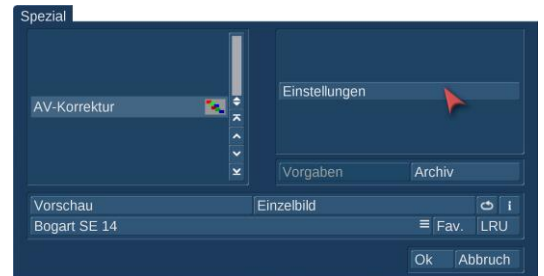 Spezial
Einstellungen
AV-Korrektur
Vorgaben Archiv
Vorschau Einzelbild i
Bogart SE 14 Fav. LRU
Ok Abbruch